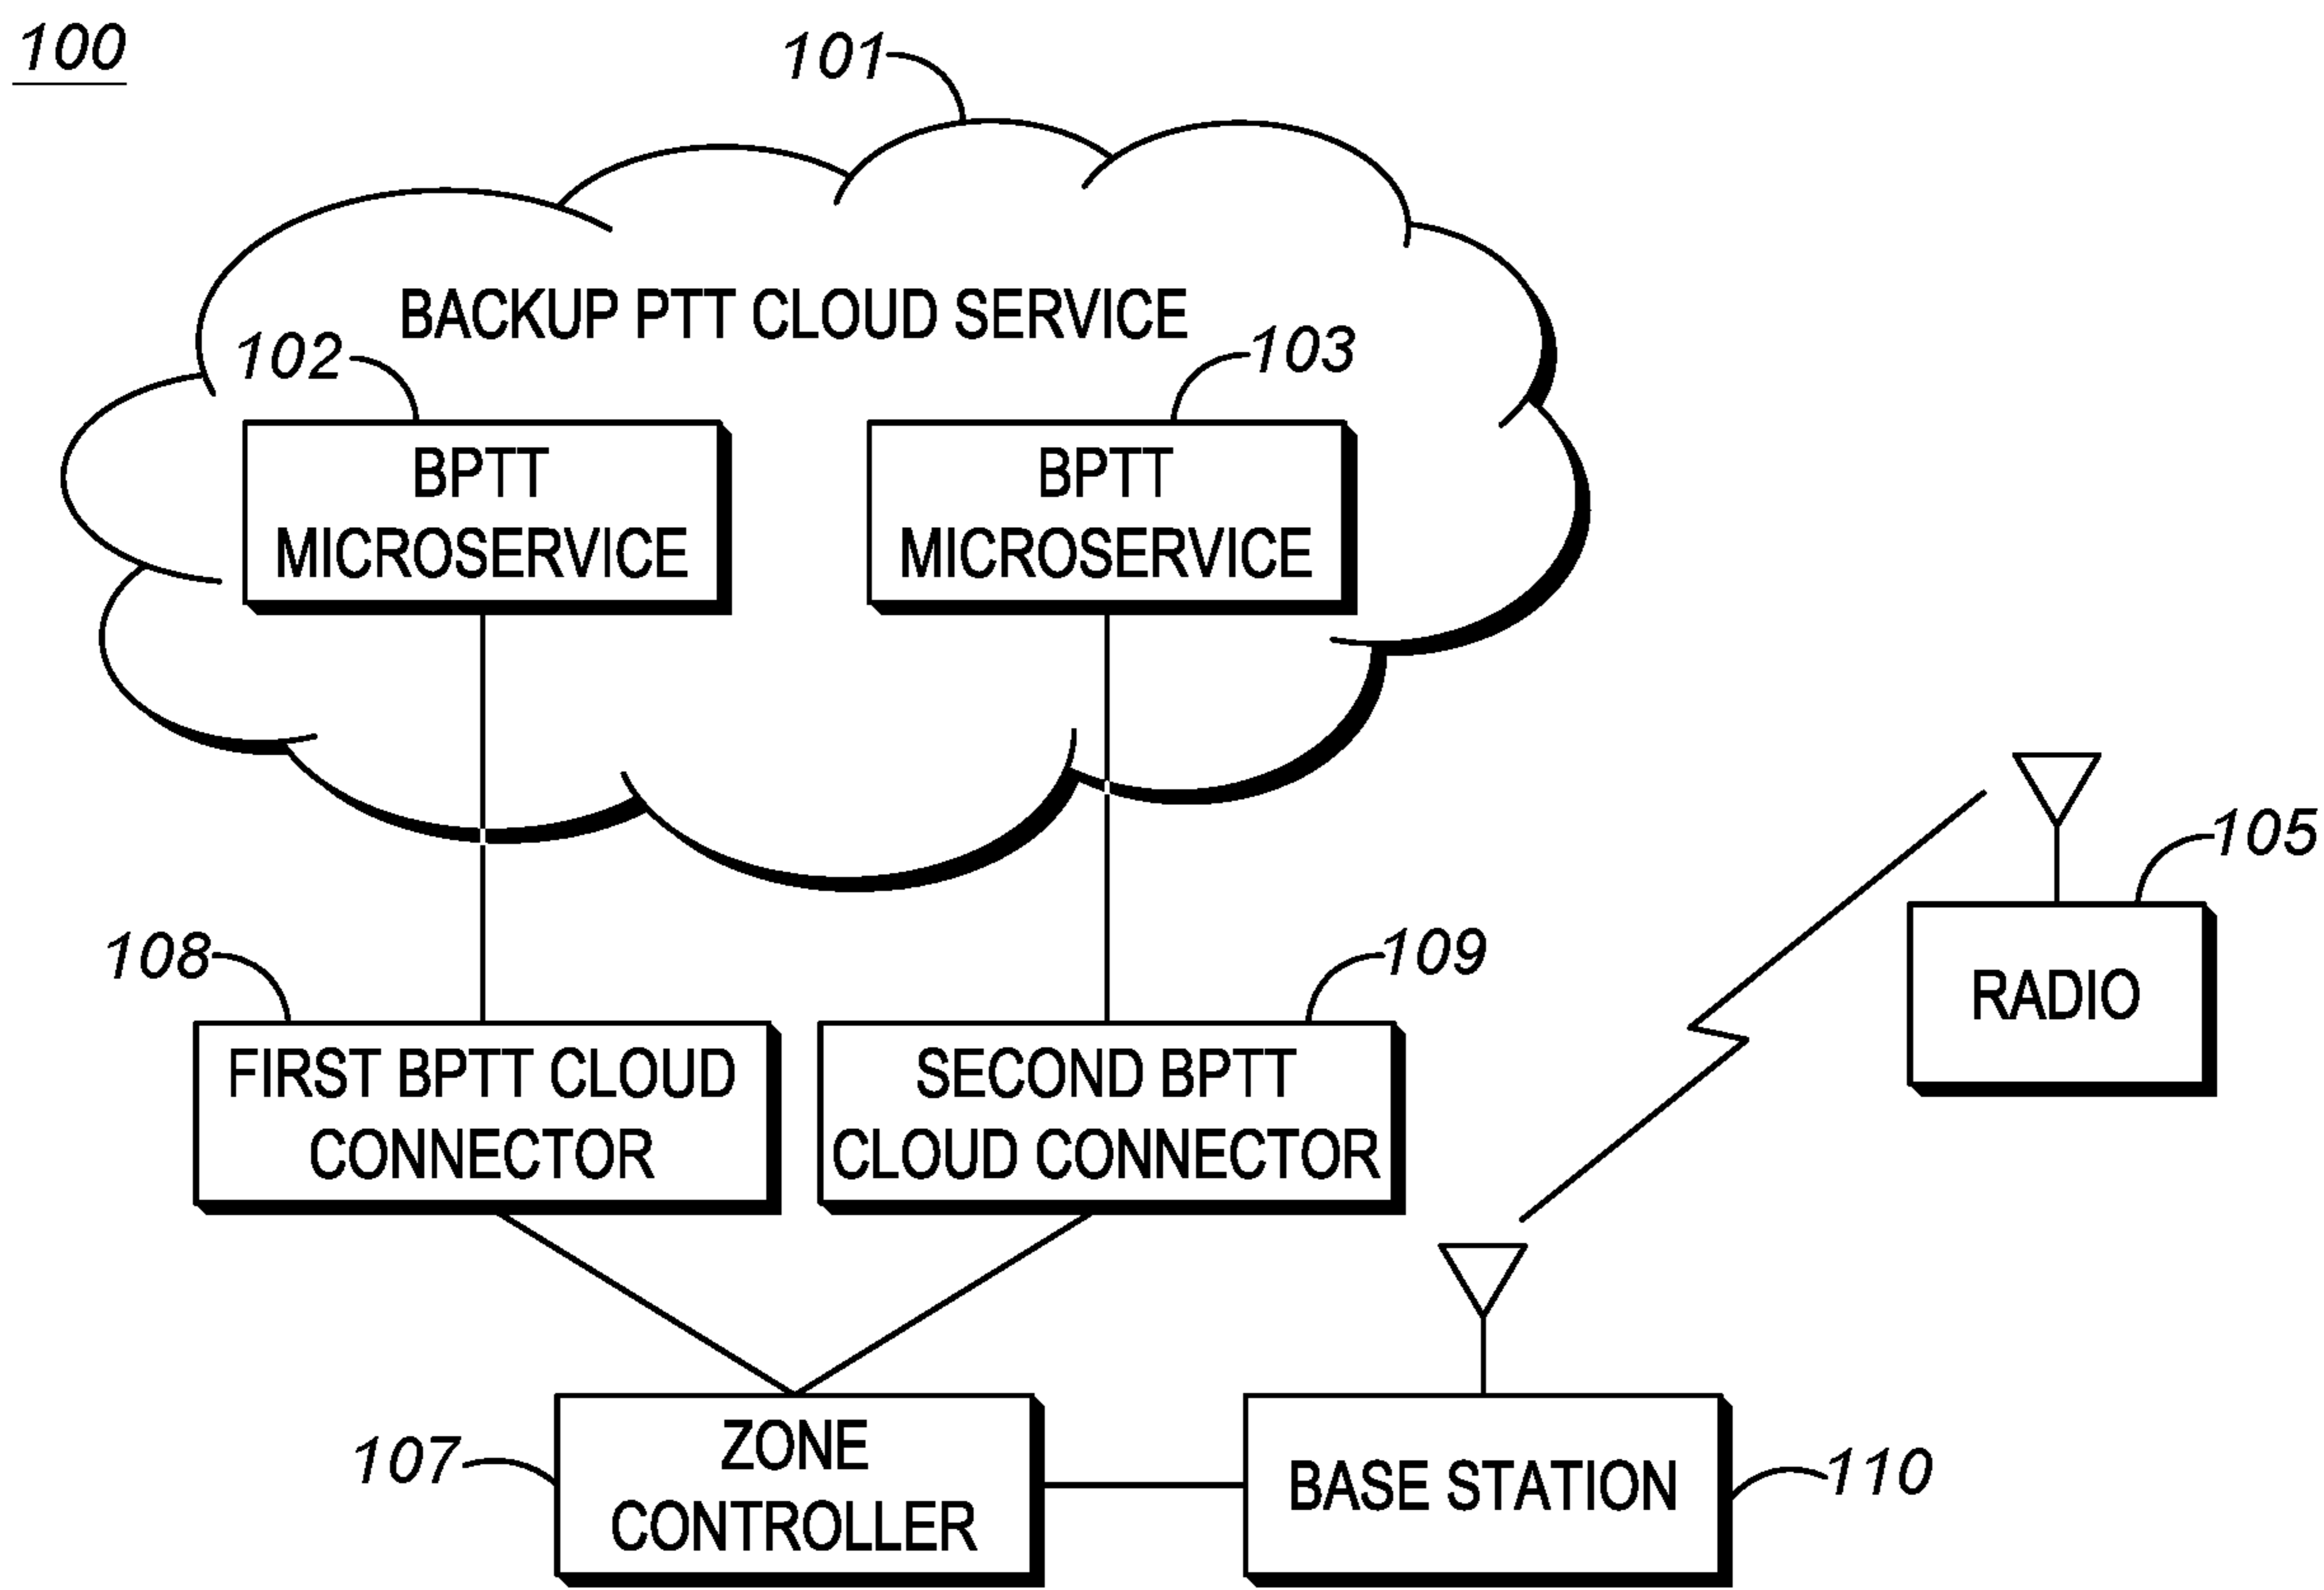 100
101
BACKUP PTT CLOUD SERVICE
102
103
BPTT
MICROSERVICE
BPTT
MICROSERVICE
105
RADIO
108
109
FIRST BPTT CLOUD
CONNECTOR
SECOND BPTT
CLOUD CONNECTOR
107
ZONE
CONTROLLER
BASE STATION
110